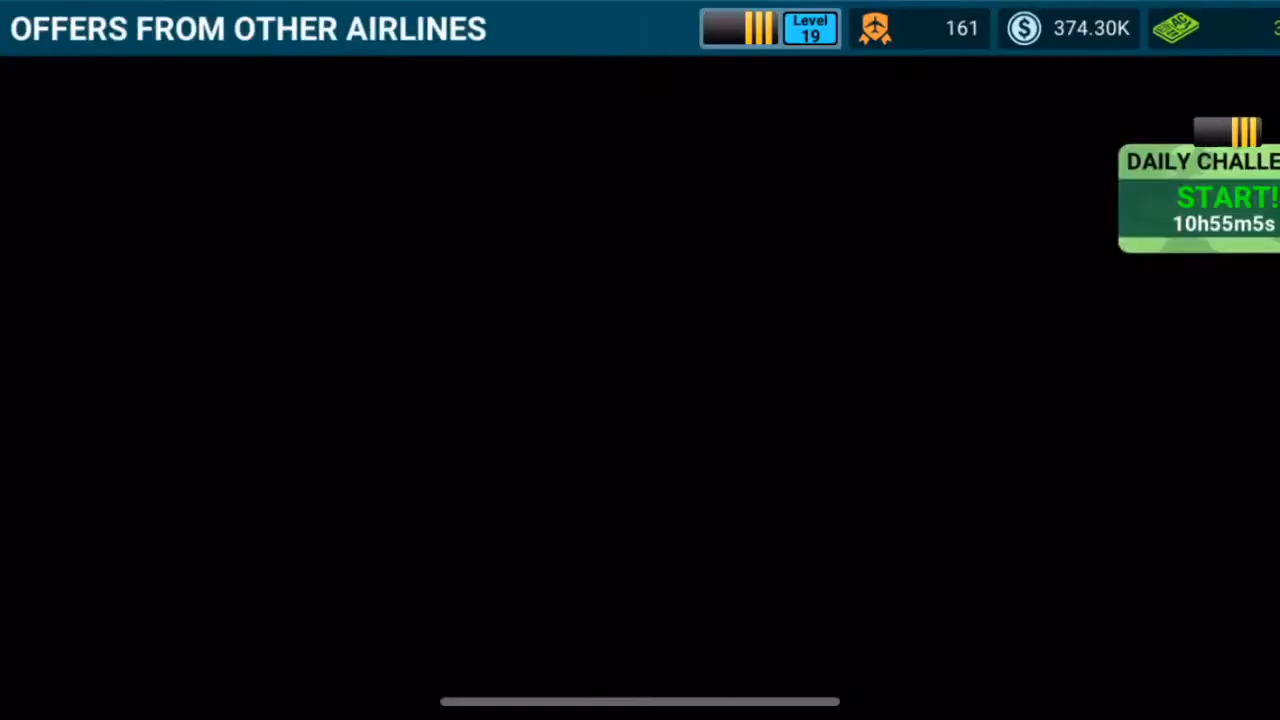 OFFERS FROM OTHER AIRLINES
Level
19
161
374.30K
DAILY CHALLE
START!
10h55m5s